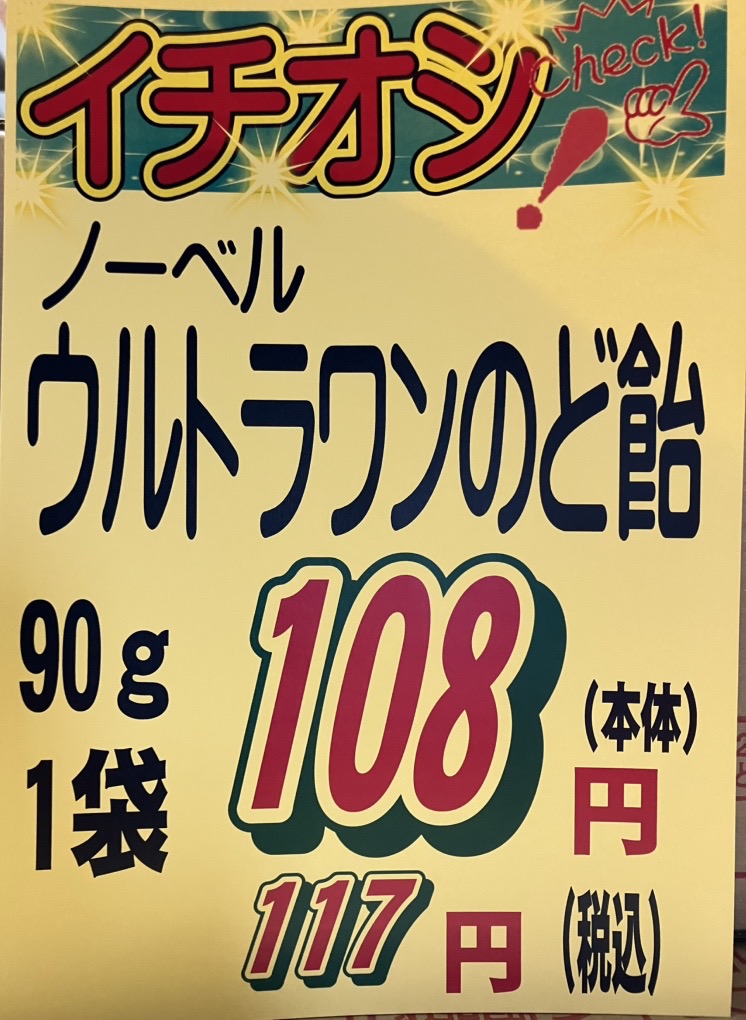 イチオシ
Check!
!
ノーベル
ウルトラワンのど飴
90g
1袋
108
(本体)
円
117円(税込)